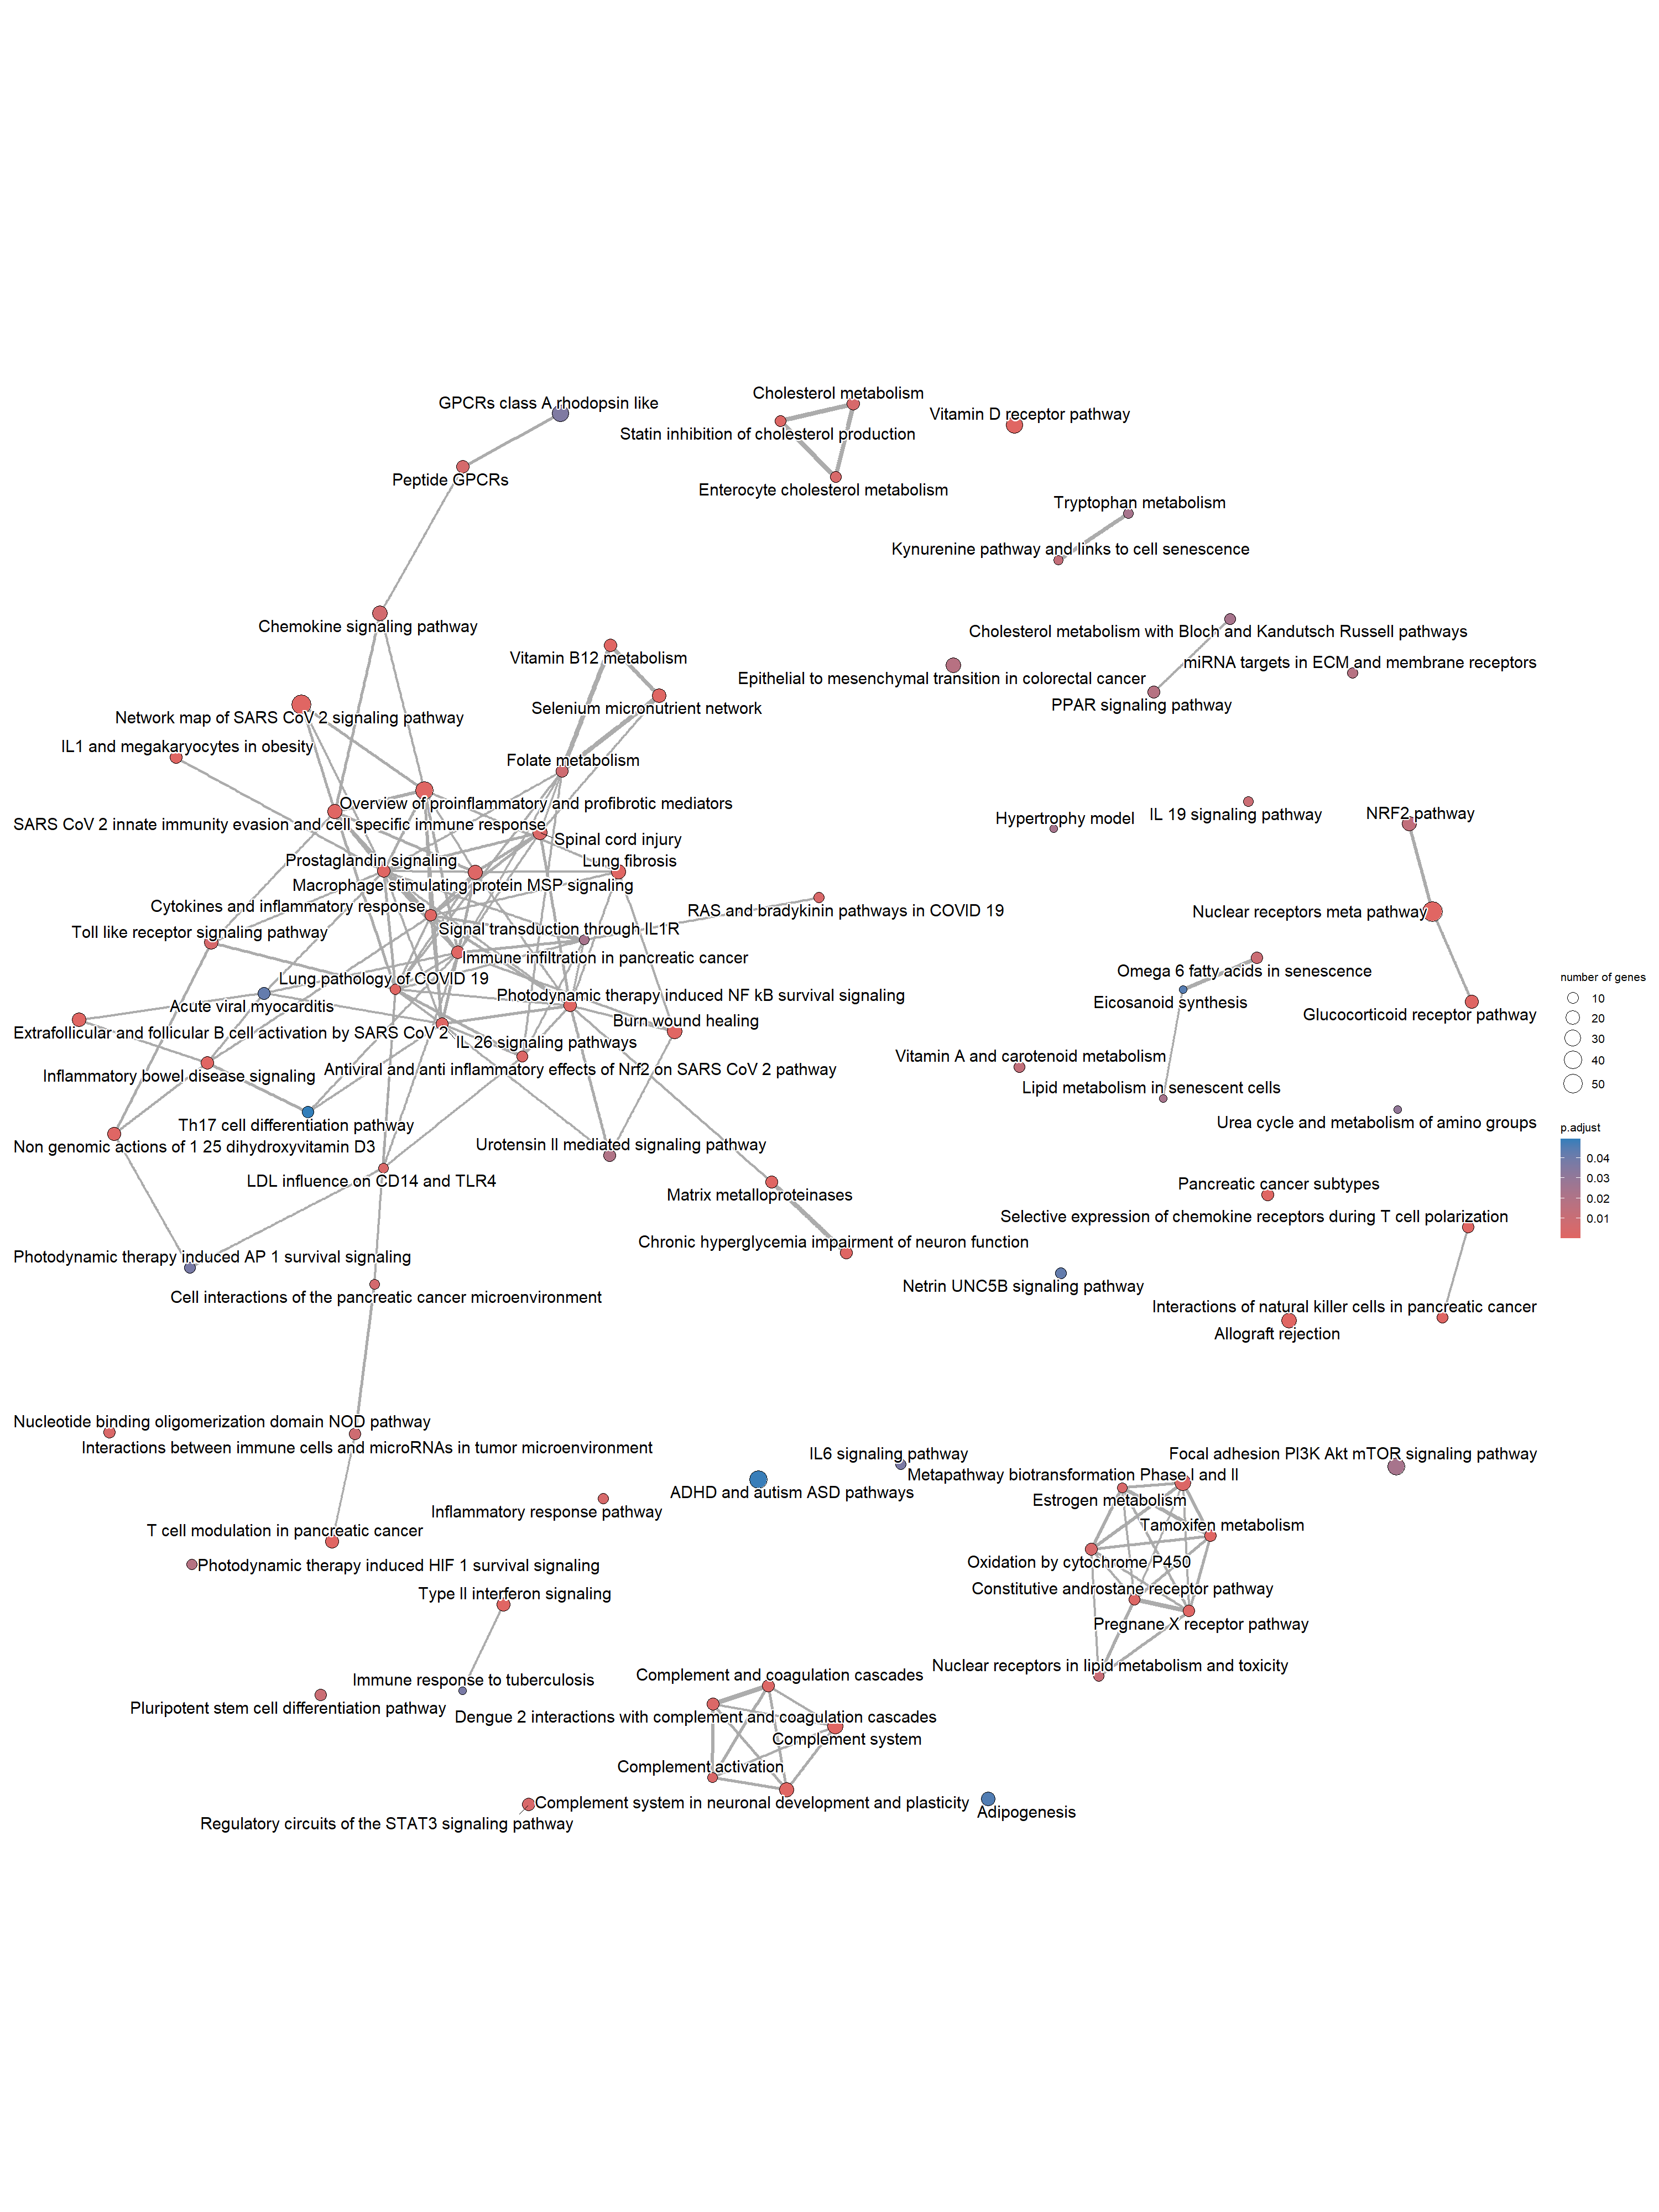 Cholesterol metabolism
GPCRs class A rhodopsin like
Vitamin D receptor pathway
Statin inhibition of cholesterol production
Peptide GPCRs
Enterocyte cholesterol metabolism
Tryptophan metabolism
Kynurenine pathway and links to cell senescence
Chemokine signaling pathway
Cholesterol metabolism with Bloch and Kandutsch Russell pathways
Vitamin B12 metabolism
miRNA targets in ECM and membrane receptors
Epithelial to mesenchymal transition in colorectal cancer
PPAR signaling pathway
Selenium micronutrient network
Network map of SARS CoV 2 signaling pathway
IL1 and megakaryocytes in obesity
Folate metabolism
Overview of proinflammatory and profibrotic mediators
Hypertrophy model
IL 19 signaling pathway
NRF2 pathway
SARS CoV 2 innate immunity evasion and cell specific immune response
Spinal cord injury
Prostaglandin signaling
Lung fibrosis
Macrophage stimulating protein MSP signaling
Cytokines and inflammatory response
RAS and bradykinin pathways in COVID 19
Nuclear receptors meta pathway
Toll like receptor signaling pathway
Signal transduction through IL1R
Immune infiltration in pancreatic cancer
Omega 6 fatty acids in senescence
Lung pathology of COVID 19
number of genes
10
20
30
40
50
Photodynamic therapy induced NF kB survival signaling
Eicosanoid synthesis
Acute viral myocarditis
Glucocorticoid receptor pathway
Burn wound healing
Extrafollicular and follicular B cell activation by SARS CoV 2
IL 26 signaling pathways
Vitamin A and carotenoid metabolism
Antiviral and anti inflammatory effects of Nrf2 on SARS CoV 2 pathway
Inflammatory bowel disease signaling
Lipid metabolism in senescent cells
Urea cycle and metabolism of amino groups
Th17 cell differentiation pathway
p.adjust
0.04
0.03
0.02
0.01
Non genomic actions of 1 25 dihydroxyvitamin D3
Urotensin II mediated signaling pathway
LDL influence on CD14 and TLR4
Pancreatic cancer subtypes
Matrix metalloproteinases
Selective expression of chemokine receptors during T cell polarization
Chronic hyperglycemia impairment of neuron function
Photodynamic therapy induced AP 1 survival signaling
Netrin UNC5B signaling pathway
Cell interactions of the pancreatic cancer microenvironment
Interactions of natural killer cells in pancreatic cancer
Allograft rejection
Nucleotide binding oligomerization domain NOD pathway
Interactions between immune cells and microRNAs in tumor microenvironment
IL6 signaling pathway
Focal adhesion PI3K Akt mTOR signaling pathway
Metapathway biotransformation Phase I and II
ADHD and autism ASD pathways
Estrogen metabolism
Inflammatory response pathway
Tamoxifen metabolism
T cell modulation in pancreatic cancer
Oxidation by cytochrome P450
Photodynamic therapy induced HIF 1 survival signaling
Constitutive androstane receptor pathway
Type II interferon signaling
Pregnane X receptor pathway
Nuclear receptors in lipid metabolism and toxicity
Complement and coagulation cascades
Immune response to tuberculosis
Pluripotent stem cell differentiation pathway
Dengue 2 interactions with complement and coagulation cascades
Complement system
Complement activation
Complement system in neuronal development and plasticity
Adipogenesis
Regulatory circuits of the STAT3 signaling pathway